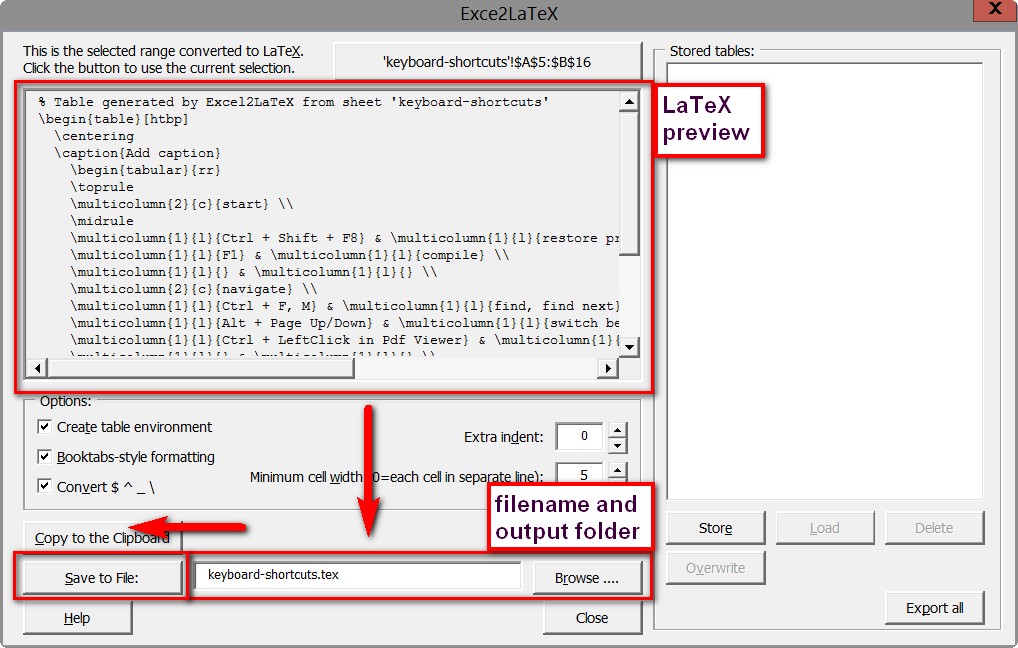 Exce2LaTeX
X
This is the selected range converted to LaTeX.
Click the button to use the current selection.
'keyboard-shortcuts'!$A$5:$B$16
% Table generated by Excel2LaTeX from sheet 'keyboard-shortcuts'
\begin{table}[htbp]
\centering
\caption{Add caption}
\begin{tabular}{rr}
\toprule
\multicolumn{2}{c}{start} \\
\midrule
\multicolumn{1}{l}{Ctrl + Shift + F8} & \multicolumn{1}{l}{restore pr
\multicolumn{1}{l}{F1} & \multicolumn{1}{l}{compile} \\
\multicolumn{1}{l}{} & \multicolumn{1}{l}{} \\
\multicolumn{2}{c}{navigate} \\
\multicolumn{1}{l}{Ctrl + F, M} & \multicolumn{1}{l}{find, find next}
\multicolumn{1}{l}{Alt + Page Up/Down} & \multicolumn{1}{l}{switch be
\multicolumn{1}{l}{Ctrl + LeftClick in Pdf Viewer} & \multicolumn{1}{
\multicolumn{1}{l}{} & \multicolumn{1}{l}{} \\
LaTeX
preview
Options:
Create table environment
Booktabs-style formatting
Convert $ ^ _ \
Extra indent:
0
Minimum cell width (0=each cell in separate line):
5
filename and
output folder
Copy to the Clipboard
Save to File:
keyboard-shortcuts.tex
Browse ....
Help
Close
Stored tables:
Store
Load
Delete
Overwrite
Export all